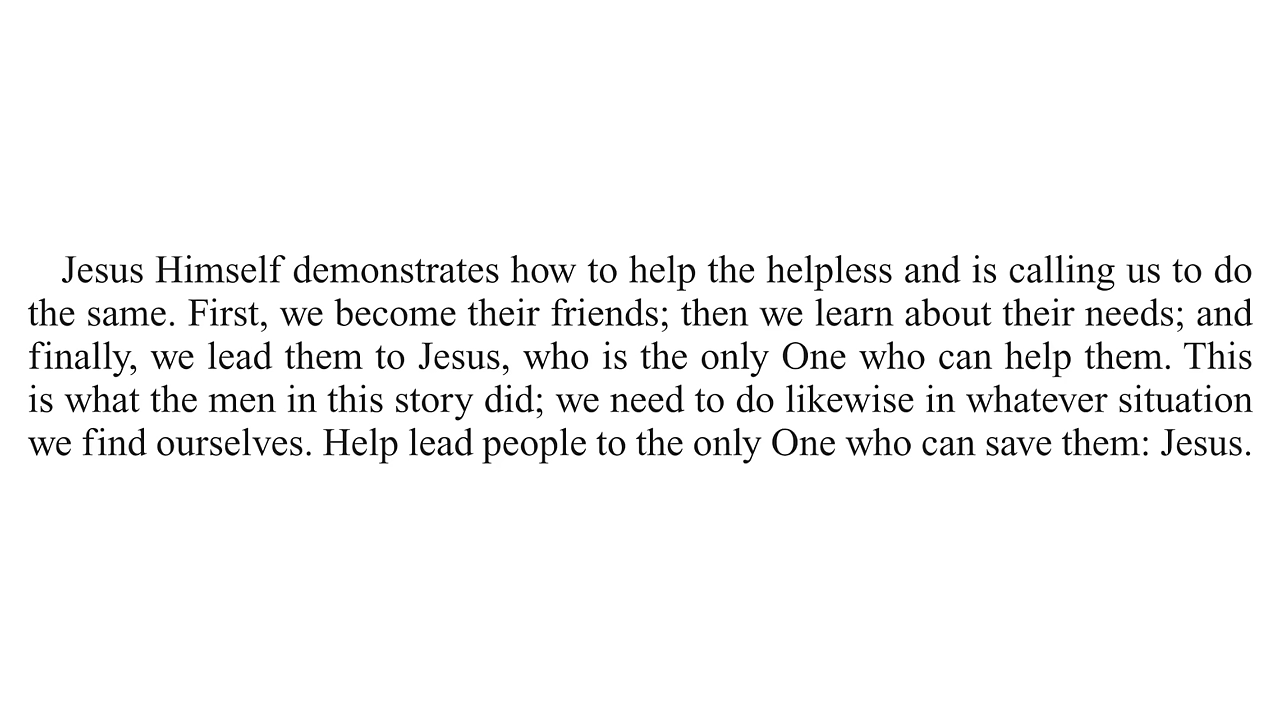 Jesus Himself demonstrates how to help the helpless and is calling us to do
the same. First, we become their friends; then we learn about their needs; and
finally, we lead them to Jesus, who is the only One who can help them. This
is what the men in this story did; we need to do likewise in whatever situation
we find ourselves. Help lead people to the only One who can save them: Jesus.